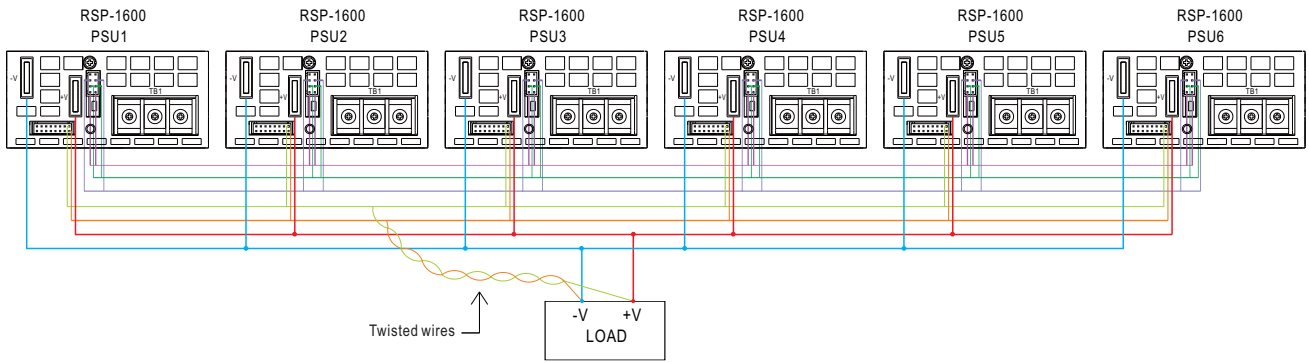 RSP-1600 RSP-1600 RSP-1600 RSP-1600 RSP-1600 RSP-1600
PSU1 PSU2 PSU3 PSU4 PSU5 PSU6
-V -V -V -V -V -V
+V +V +V +V +V +V
TB1 TB1 TB1 TB1 TB1 TB1
Twisted wires
-V +V
LOAD